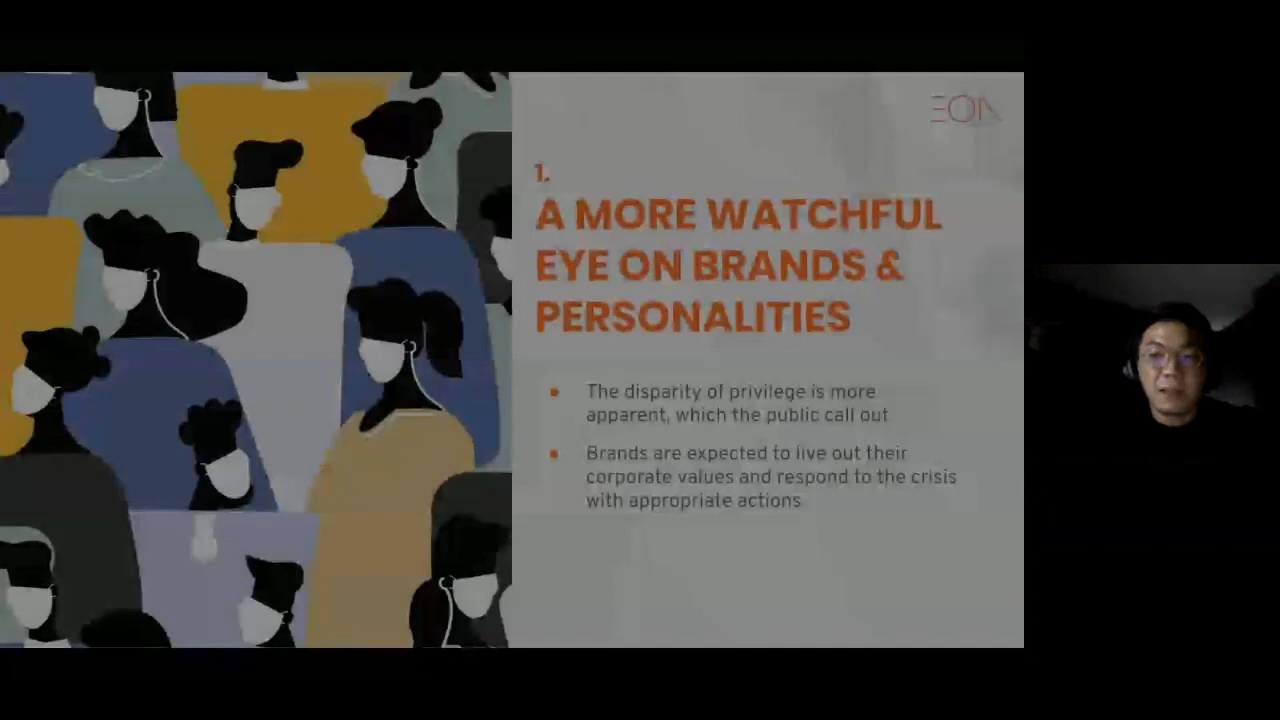 EON
1.
A MORE WATCHFUL
EYE ON BRANDS &
PERSONALITIES
• The disparity of privilege is more
apparent, which the public call out
• Brands are expected to live out their
corporate values and respond to the crisis
with appropriate actions